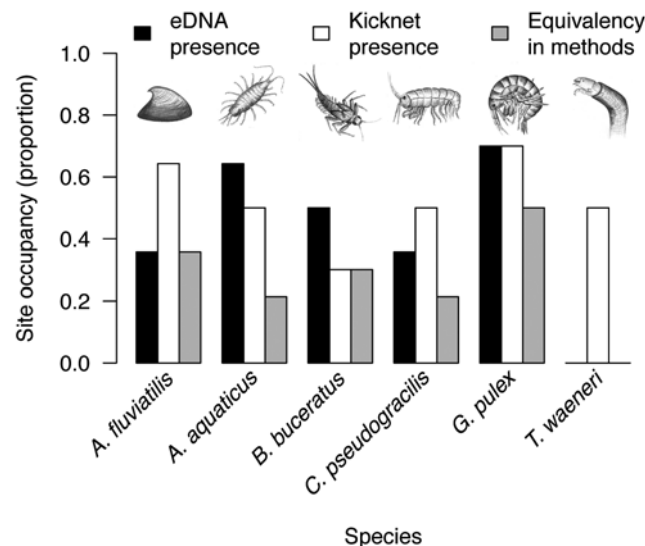 eDNA presence
Kicknet presence
Equivalency in methods
Site occupancy (proportion)
1.0
0.8
0.6
0.4
0.2
0.0
A. fluviatilis
A. aquaticus
B. buceratus
C. pseudogracilis
G. pulex
T. waeneri
Species